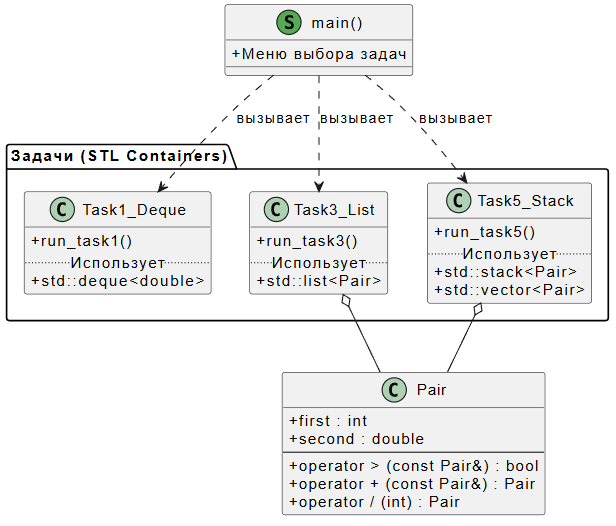 S main()
+Меню выбора задач
вызывает вызывает вызывает
Задачи (STL Containers)
C Task1_Deque
+run_task1()
Использует
+std::deque<double>
C Task3_List
+run_task3()
Использует
+std::list<Pair>
C Task5_Stack
+run_task5()
Использует
+std::stack<Pair>
+std::vector<Pair>
C Pair
+first : int
+second : double
+operator > (const Pair&) : bool
+operator + (const Pair&) : Pair
+operator / (int) : Pair